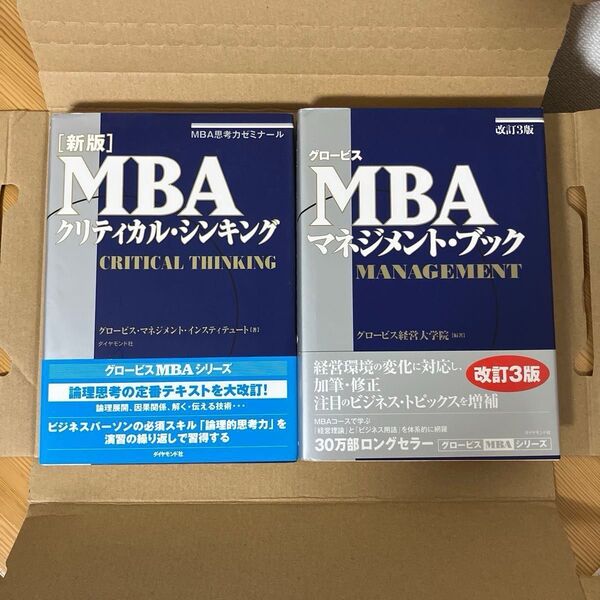 MBA思考力ゼミナール
[新版]
MBA
クリティカル・シンキング
CRITICAL THINKING
グロービス・マネジメント・インスティテュート[著]
ダイヤモンド社
グロービスMBAシリーズ
論理思考の定番テキストを大改訂!
論理展開、因果関係、解く・伝える技術・・・
ビジネスパーソンの必須スキル「論理的思考力」を
演習の繰り返しで習得する
ダイヤモンド社
改訂3版
グロービス
MBA
マネジメント・ブック
MANAGEMENT
グロービス経営大学院[編著]
経営環境の変化に対応し、
加筆・修正
注目のビジネス・トピックスを増補
改訂3版
MBAコースで学ぶ
「経営理論」と「ビジネス用語」を体系的に網羅
30万部ロングセラー
グロービスMBAシリーズ
ダイヤモンド社